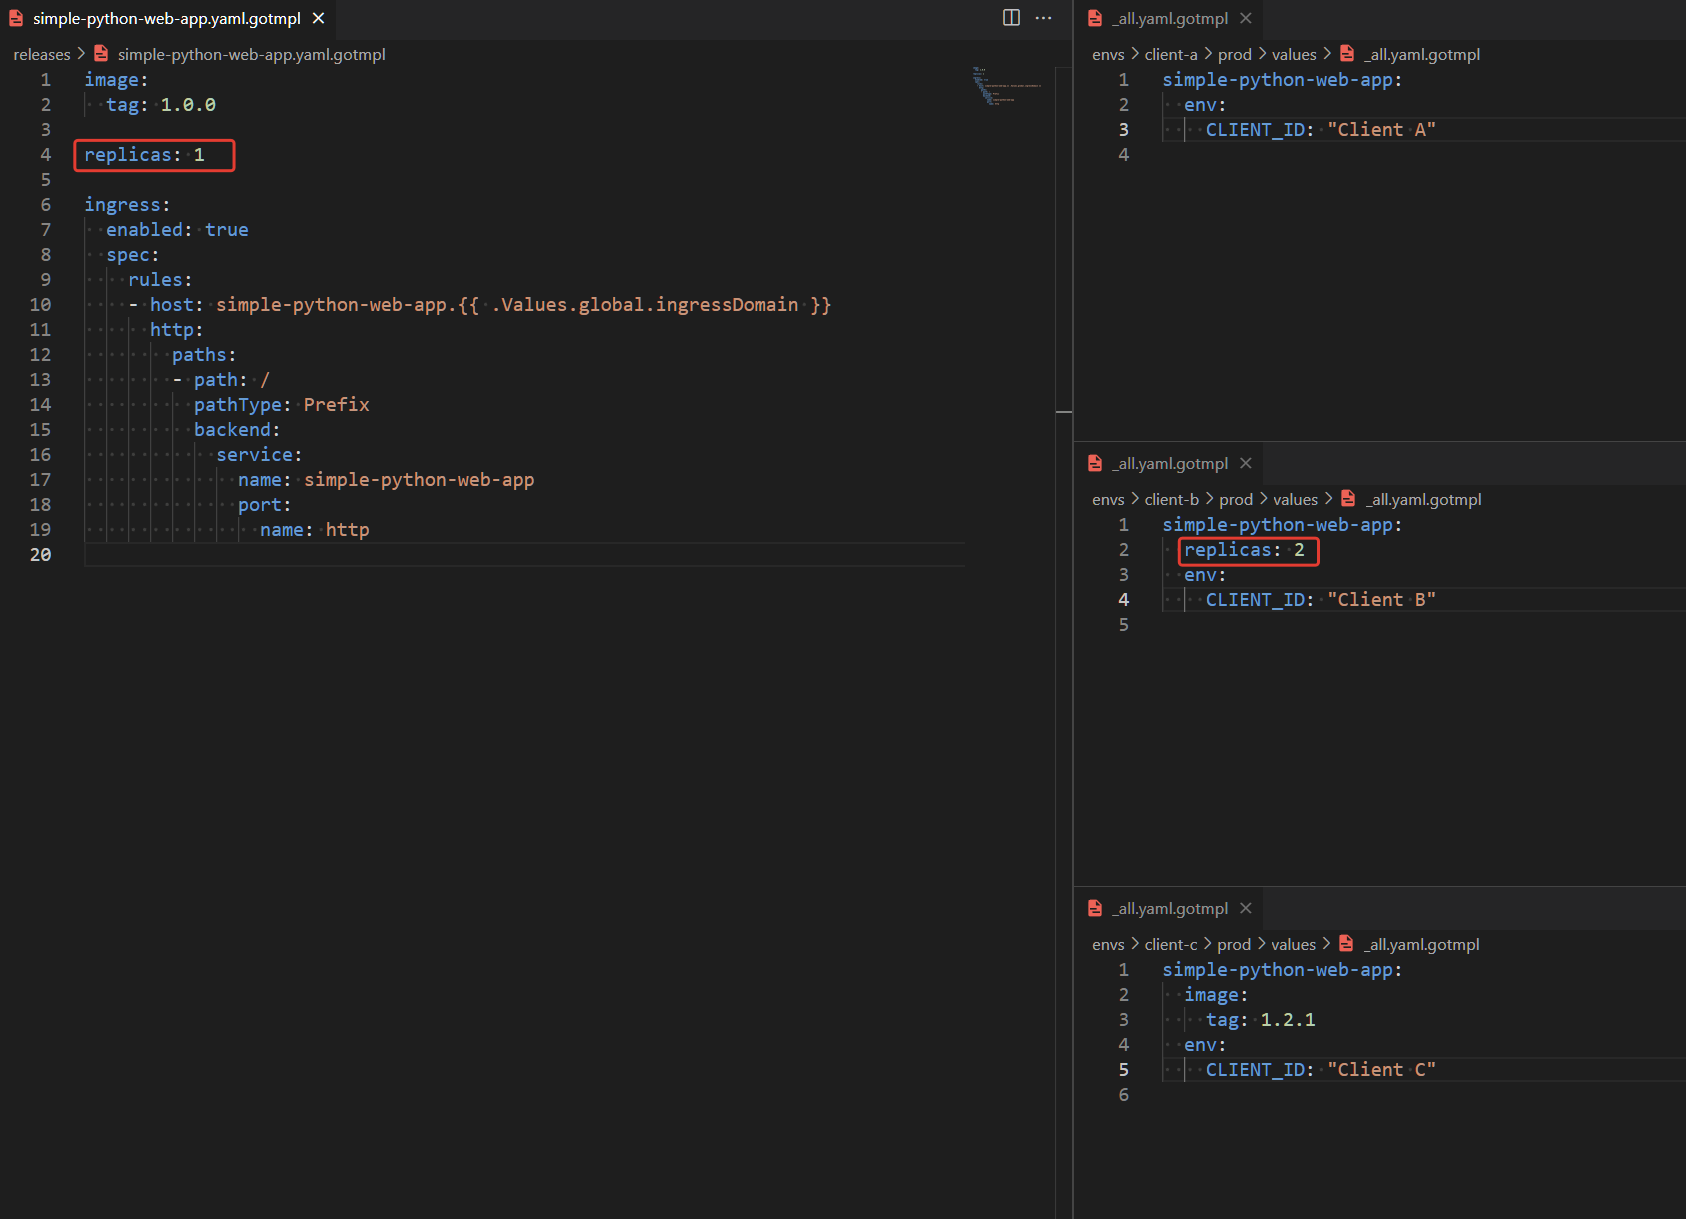 simple-python-web-app.yaml.gotmpl
releases > simple-python-web-app.yaml.gotmpl
1 image:
2   tag: 1.0.0
3
4 replicas: 1
5
6 ingress:
7   enabled: true
8   spec:
9     rules:
10     - host: simple-python-web-app.{{ .Values.global.ingressDomain }}
11       http:
12         paths:
13         - path: /
14           pathType: Prefix
15           backend:
16             service:
17               name: simple-python-web-app
18               port:
19                 name: http
20
_all.yaml.gotmpl
envs > client-a > prod > values > _all.yaml.gotmpl
1 simple-python-web-app:
2   env:
3     CLIENT_ID: "Client A"
4
_all.yaml.gotmpl
envs > client-b > prod > values > _all.yaml.gotmpl
1 simple-python-web-app:
2   replicas: 2
3   env:
4     CLIENT_ID: "Client B"
5
_all.yaml.gotmpl
envs > client-c > prod > values > _all.yaml.gotmpl
1 simple-python-web-app:
2   image:
3     tag: 1.2.1
4   env:
5     CLIENT_ID: "Client C"
6